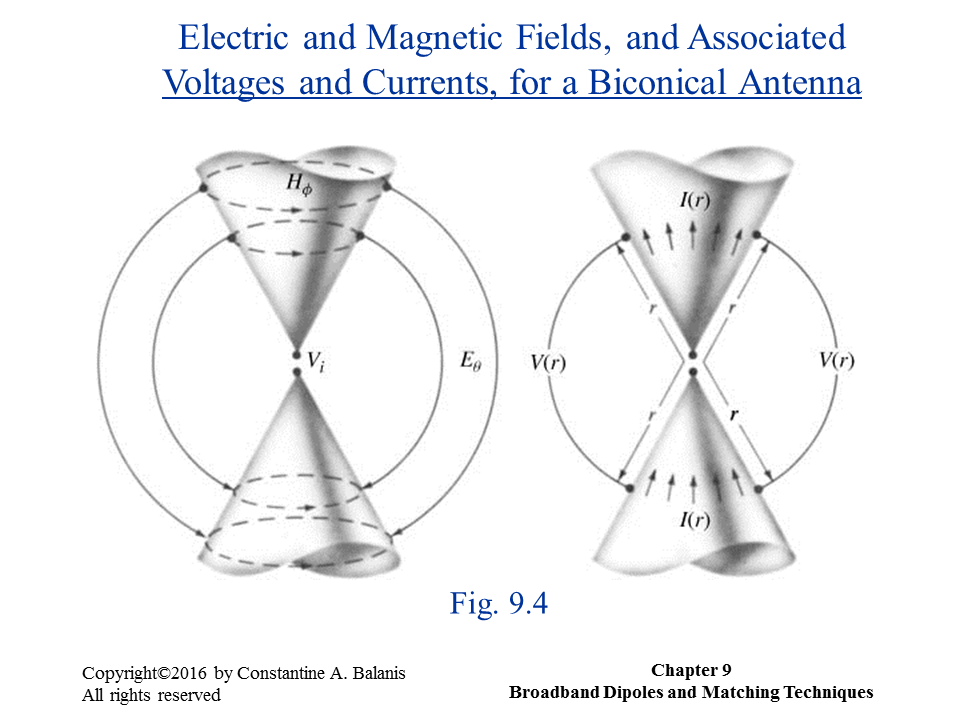 Electric and Magnetic Fields, and Associated
Voltages and Currents, for a Biconical Antenna
Hϕ
I(r)
r
r
Vi
Eθ
V(r)
V(r)
r
r
I(r)
Fig. 9.4
Copyright©2016 by Constantine A. Balanis
All rights reserved
Chapter 9
Broadband Dipoles and Matching Techniques